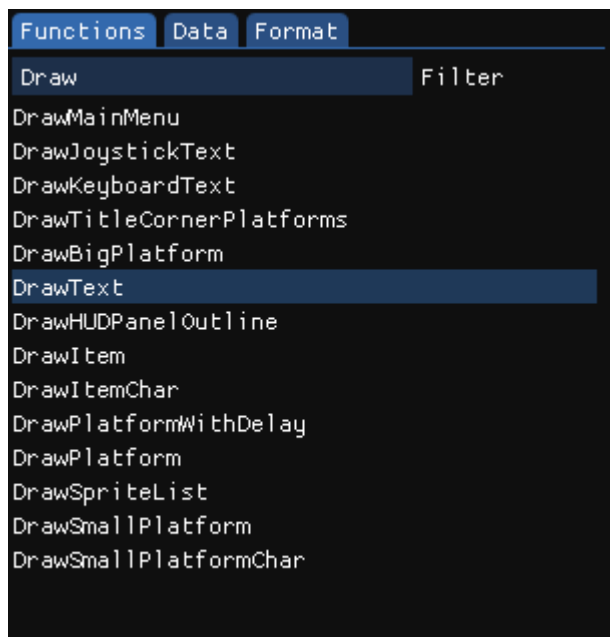 Functions Data Format
Draw Filter
DrawMainMenu
DrawJoystickText
DrawKeyboardText
DrawTitleCornerPlatforms
DrawBigPlatform
DrawText
DrawHUDPanelOutline
DrawItem
DrawItemChar
DrawPlatformWithDelay
DrawPlatform
DrawSpriteList
DrawSmallPlatform
DrawSmallPlatformChar